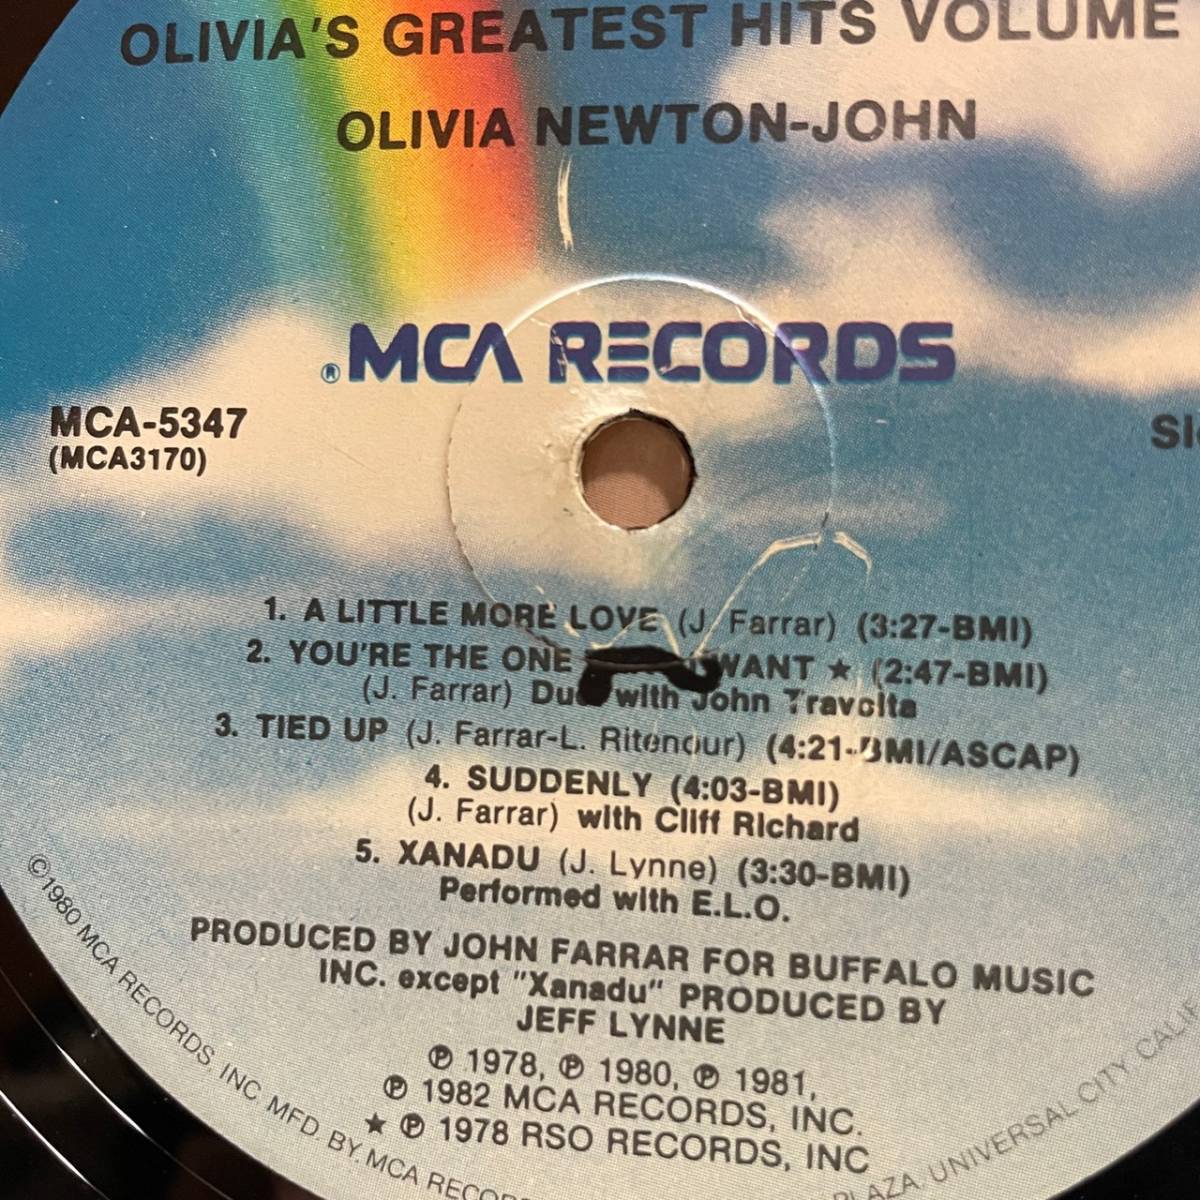 OLIVIA'S GREATEST HITS VOLUME
OLIVIA NEWTON-JOHN
® MCA RECORDS
MCA-5347
(MCA3170)
1. A LITTLE MORE LOVE (J. Farrar) (3:27-BMI)
2. YOU'RE THE ONE WANT ★ (2:47-BMI)
(J. Farrar) with John Travolta
3. TIED UP (J. Farrar-L. Ritenour) (4:21-BMI/ASCAP)
4. SUDDENLY (4:03-BMI)
(J. Farrar) with Cliff Richard
5. XANADU (J. Lynne) (3:30-BMI)
Performed with E.L.O.
PRODUCED BY JOHN FARRAR FOR BUFFALO MUSIC
INC. except "Xanadu" PRODUCED BY
JEFF LYNNE
℗ 1978, ℗ 1980, ℗ 1981,
℗ 1982 MCA RECORDS, INC.
★ ℗ 1978 RSO RECORDS, INC
©1980 MCA RECORDS, INC. MFD. BY MCA PLAZA, UNIVERSAL CITY,